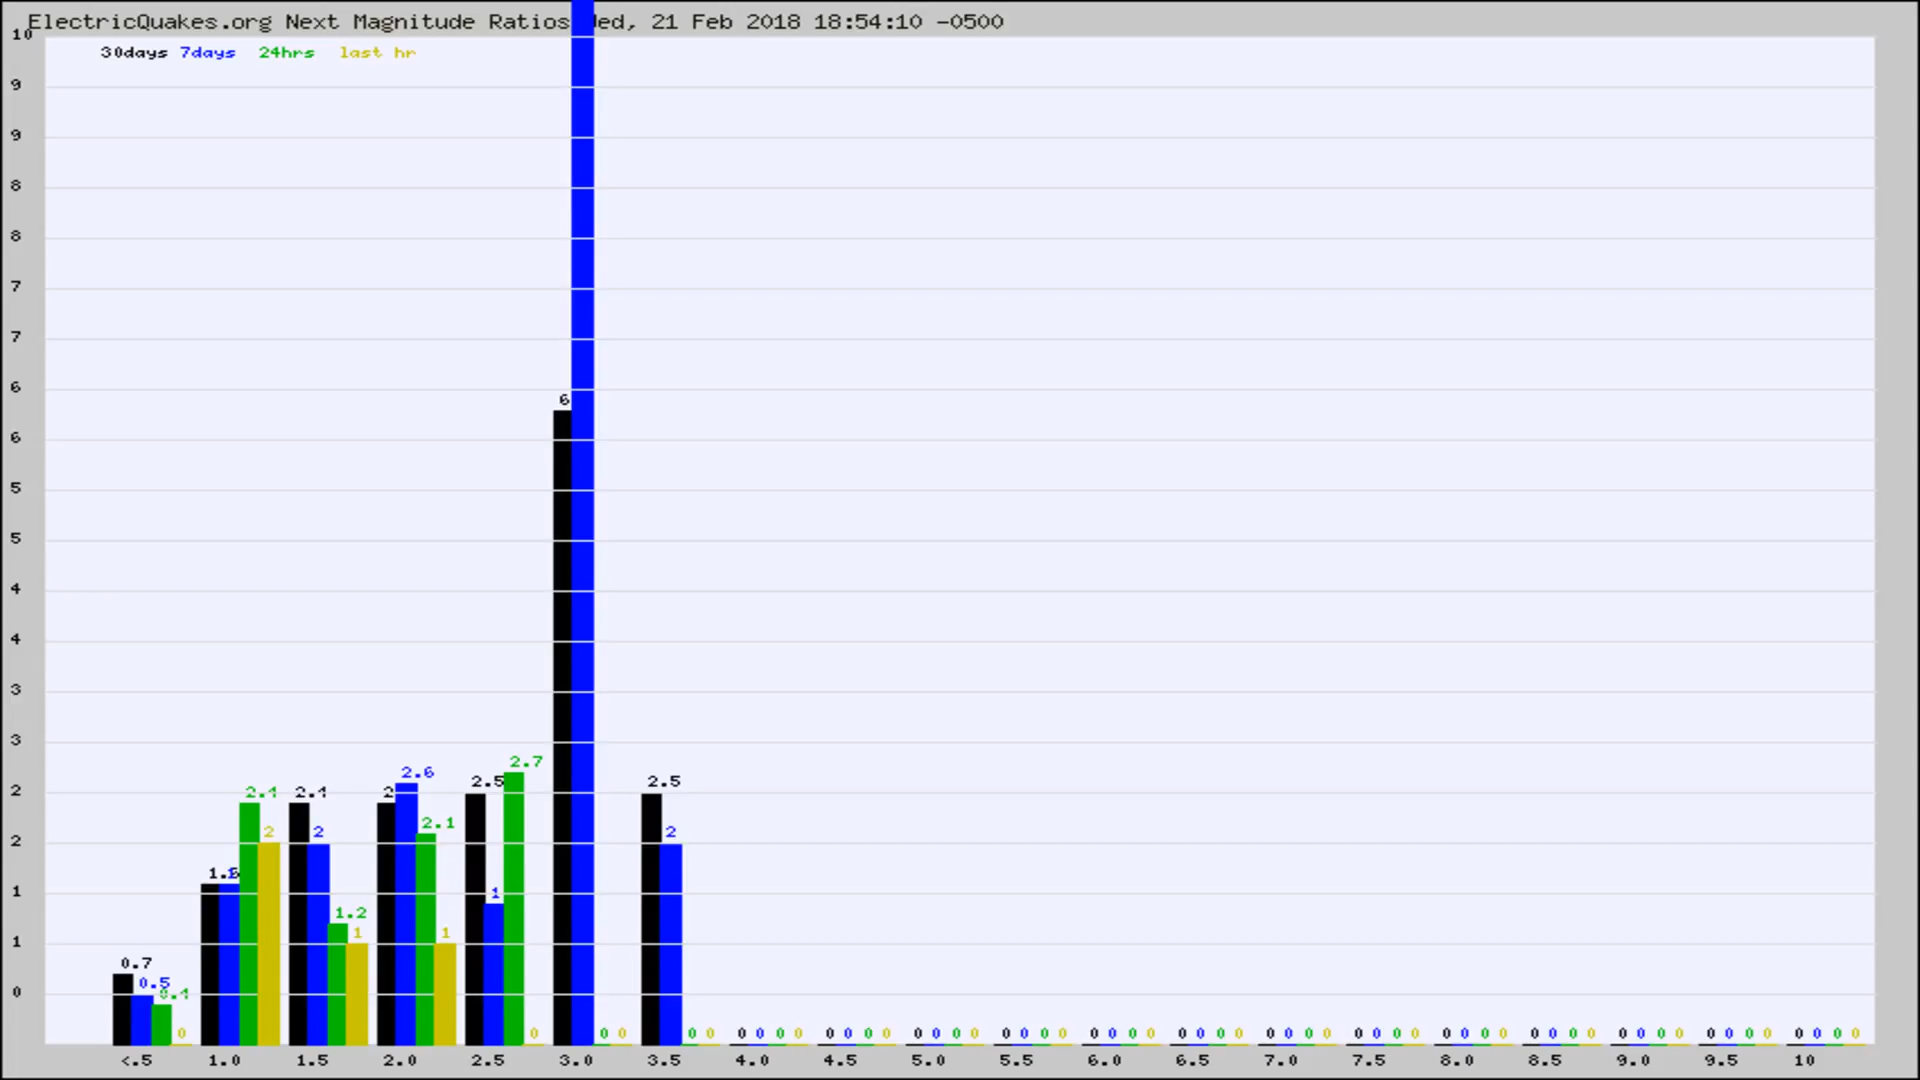 ElectricQuakes.org Next Magnitude Ratios ed, 21 Feb 2018 18:54:10 -0500
30days 7days 24hrs last hr
10
9
9
8
8
7
7
6
6
5
5
4
4
3
3
2
2
1
1
0
0.7 0.5 0.4 0
1.6 2.4 2
2.4 2 1.2 1
2 2.6 2.1 1
2.5 1 2.7 0
6 0 0
2.5 2 0 0
0 0 0 0
0 0 0 0
0 0 0 0
0 0 0 0
0 0 0 0
0 0 0 0
0 0 0 0
0 0 0 0
0 0 0 0
0 0 0 0
0 0 0 0
0 0 0 0
0 0 0 0
<.5 1.0 1.5 2.0 2.5 3.0 3.5 4.0 4.5 5.0 5.5 6.0 6.5 7.0 7.5 8.0 8.5 9.0 9.5 10